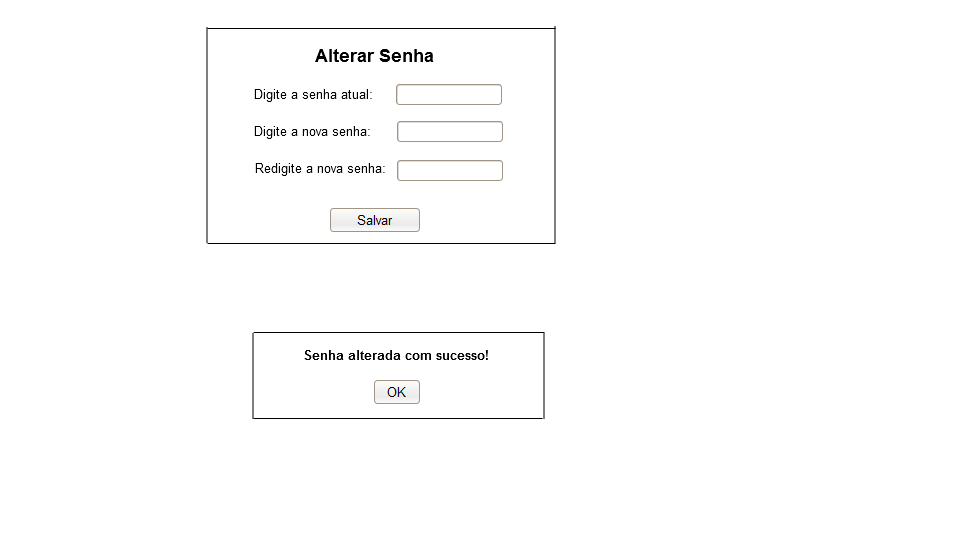 Alterar Senha
Digite a senha atual:
Digite a nova senha:
Redigite a nova senha:
Salvar
Senha alterada com sucesso!
OK